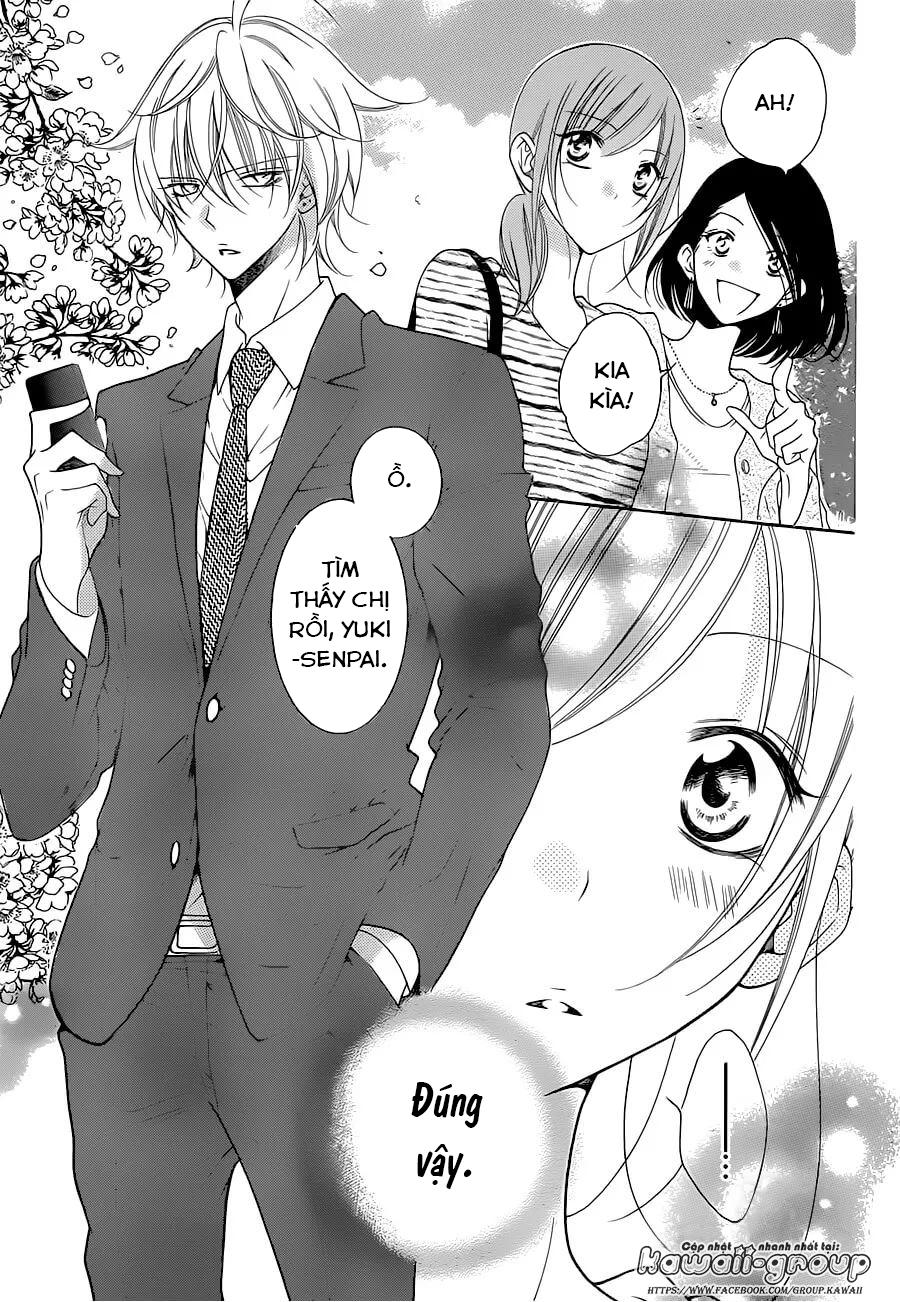 AH!
KIA
KÌA!
Ồ.
TÌM
THẤY CHỊ
RỒI, YUKI
-SENPAI.
Đúng
vậy.
Cập nhật nhanh nhất tại:
kawaii-group
HTTPS://WWW.FACEBOOK.COM/GROUP.KAWAII